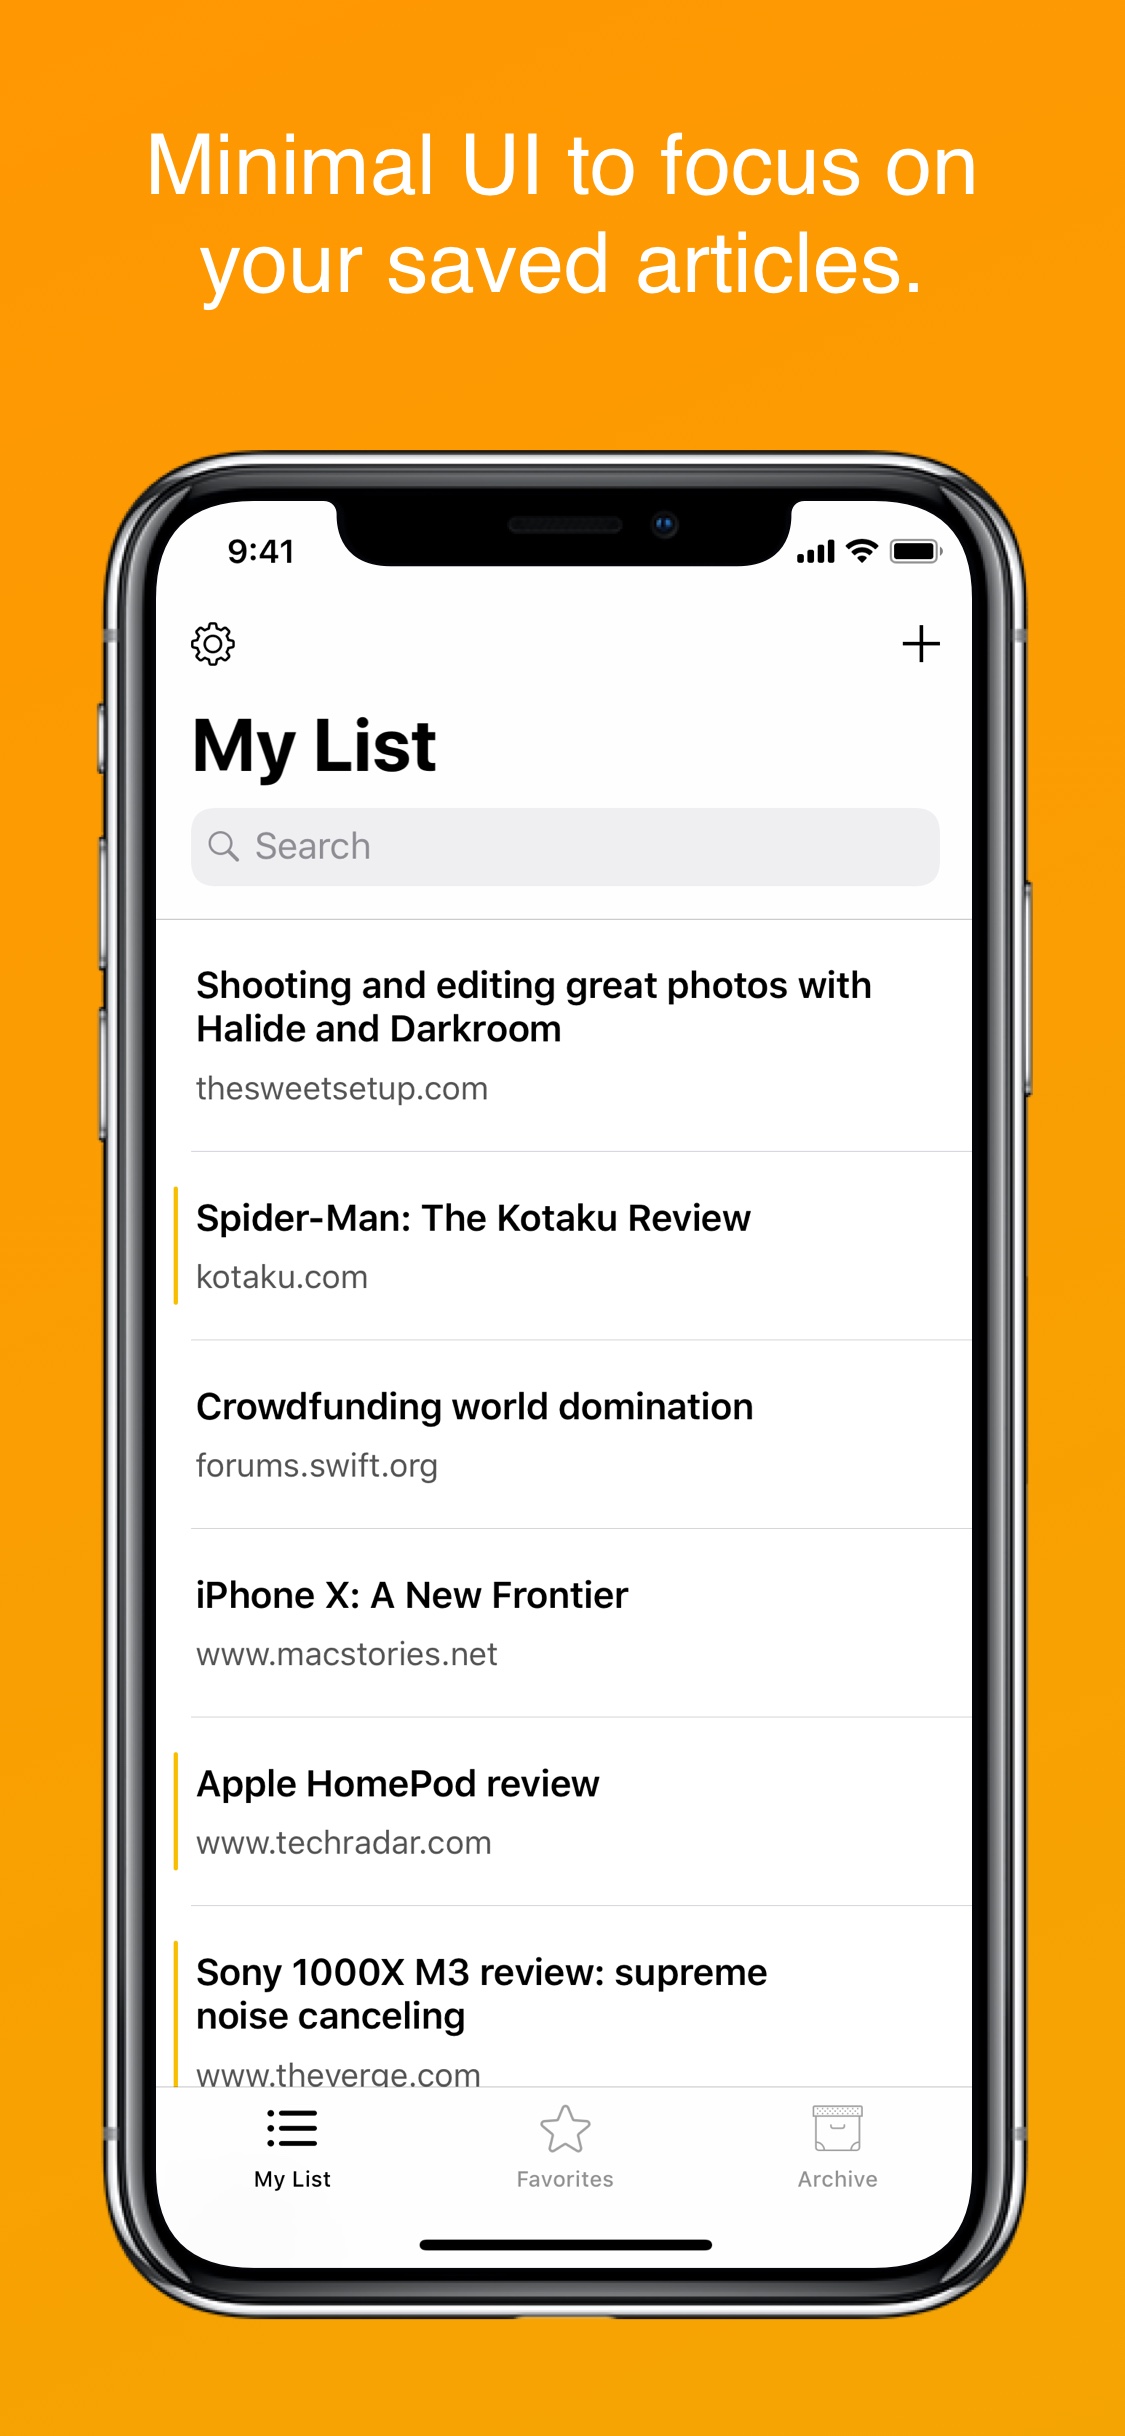 Minimal UI to focus on
your saved articles.
9:41
My List
Search
Shooting and editing great photos with
Halide and Darkroom
thesweetsetup.com
Spider-Man: The Kotaku Review
kotaku.com
Crowdfunding world domination
forums.swift.org
iPhone X: A New Frontier
www.macstories.net
Apple HomePod review
www.techradar.com
Sony 1000X M3 review: supreme
noise canceling
www.theverge.com
My List
Favorites
Archive